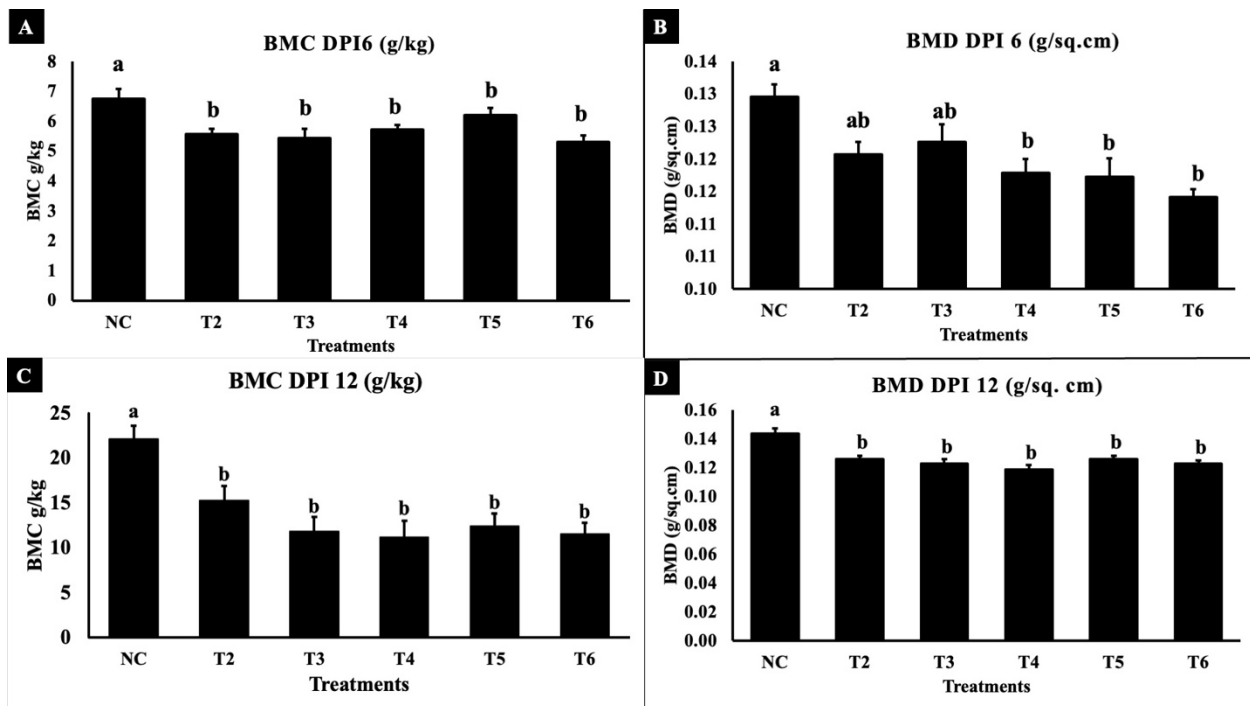 A
BMC DPI6 (g/kg)
8
7
6
5
4
3
2
1
0
BMC g/kg
a
b
b
b
b
b
NC T2 T3 T4 T5 T6
Treatments
B
BMD DPI 6 (g/sq.cm)
0.14
0.13
0.13
0.12
0.12
0.11
0.11
0.10
BMD (g/sq.cm)
a
ab
ab
b
b
b
NC T2 T3 T4 T5 T6
Treatments
C
BMC DPI 12 (g/kg)
25
20
15
10
5
0
BMC g/kg
a
b
b
b
b
b
NC T2 T3 T4 T5 T6
Treatments
D
BMD DPI 12 (g/sq. cm)
0.16
0.14
0.12
0.10
0.08
0.06
0.04
0.02
0.00
BMD (g/sq.cm)
a
b
b
b
b
b
NC T2 T3 T4 T5 T6
Treatments